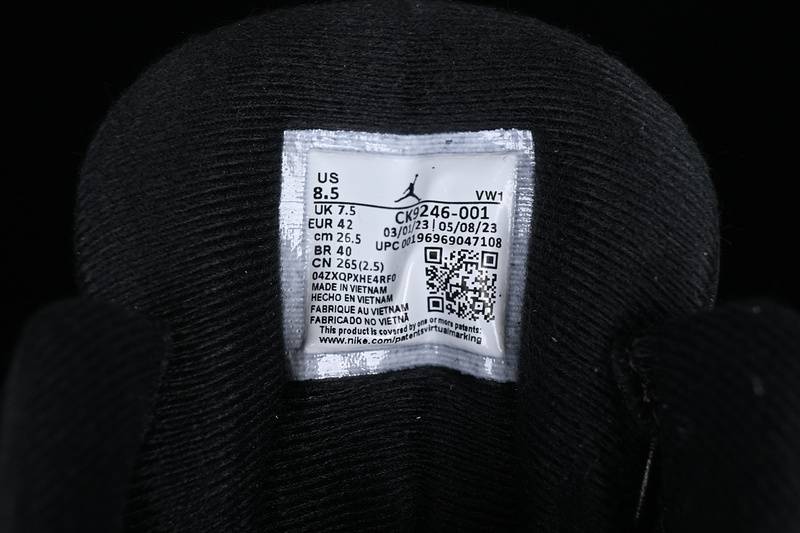 US
8.5
VW1
UK 7.5
CK9246-001
EUR 42
03/01/23 | 05/08/23
cm 26.5
UPC 00196969047108
BR 40
CN 265(2.5)
04ZXQPXHE4RF0
MADE IN VIETNAM
HECHO EN VIETNAM
FABRIQUE AU VIETNAM
FABRICADO NO VIETNÃ
This product is covered by one or more patents:
www.nike.com/patentsvirtualmarking